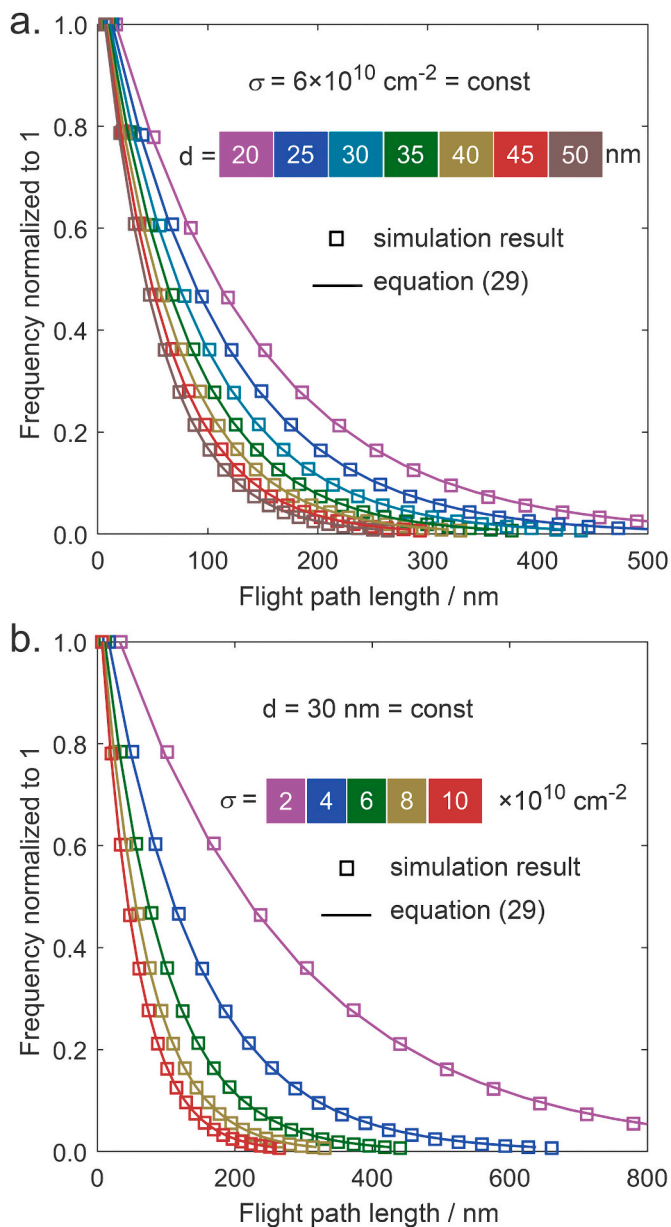 a.
σ = 6×10¹⁰ cm⁻² = const
d = 20 25 30 35 40 45 50 nm
simulation result
equation (29)
Frequency normalized to 1
1.0
0.8
0.6
0.4
0.2
0.0
0 100 200 300 400 500
Flight path length / nm
b.
d = 30 nm = const
σ = 2 4 6 8 10 ×10¹⁰ cm⁻²
simulation result
equation (29)
Frequency normalized to 1
1.0
0.8
0.6
0.4
0.2
0.0
0 200 400 600 800
Flight path length / nm